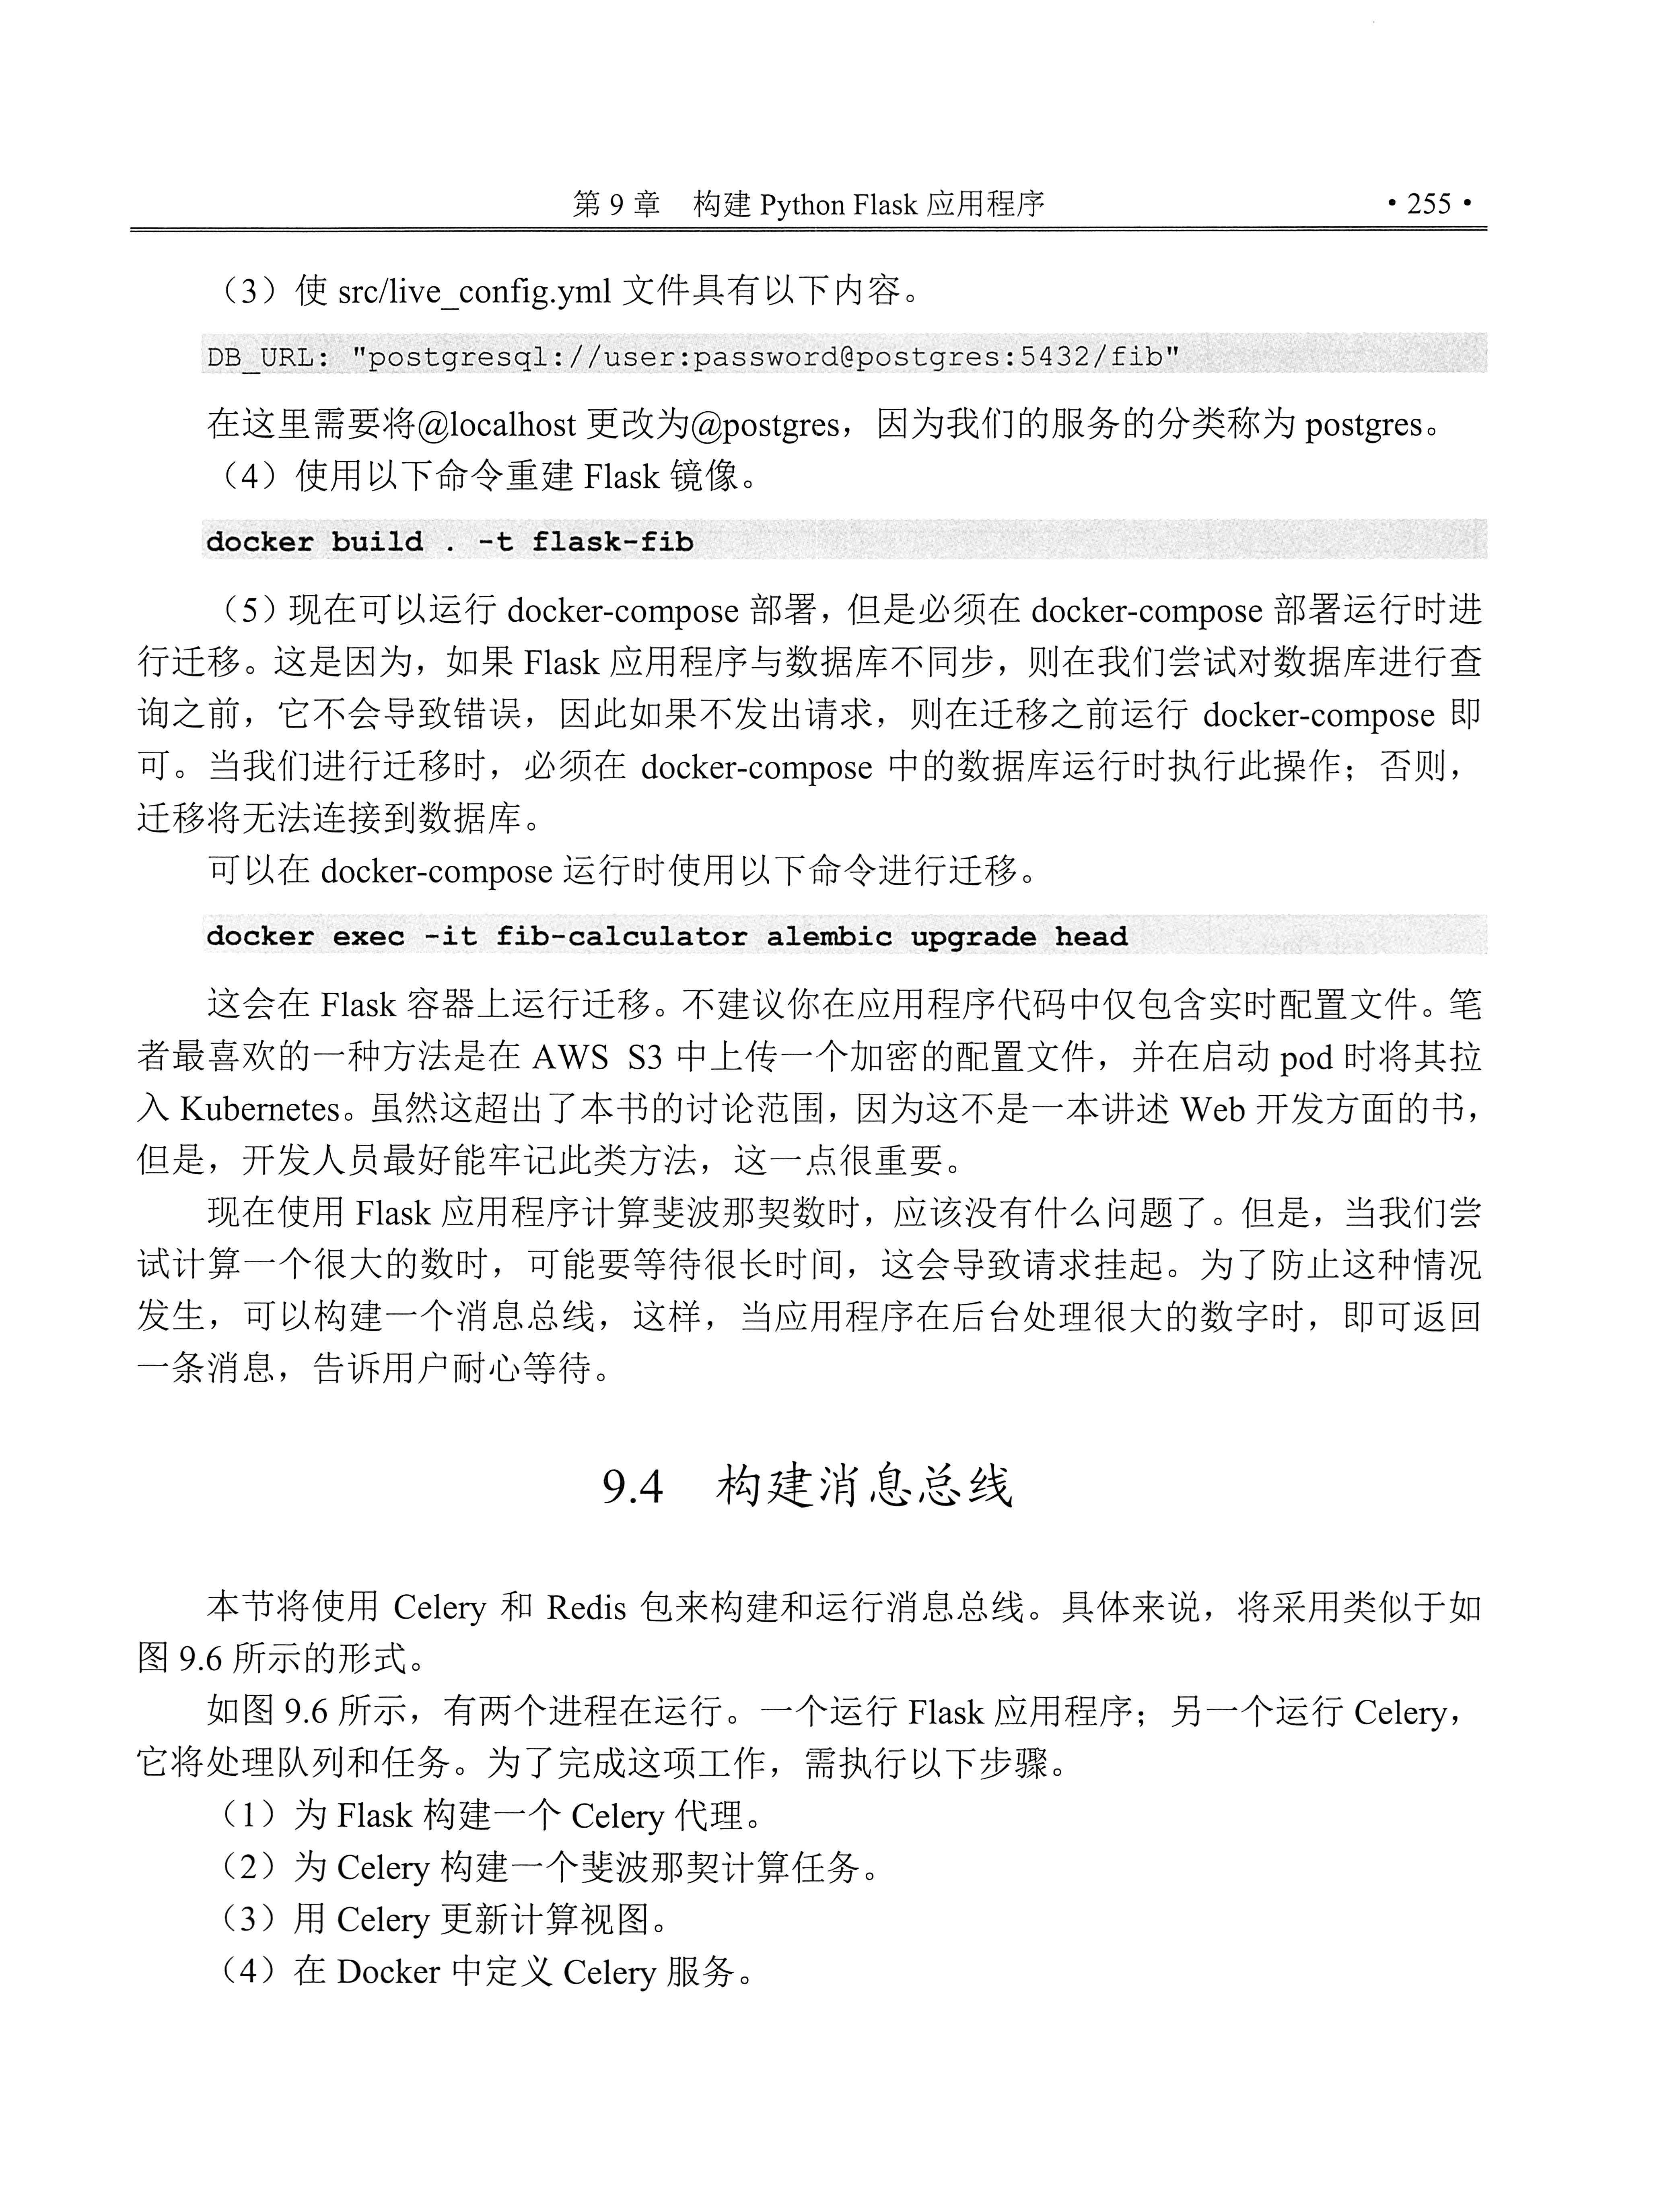 第 9 章　构建 Python Flask 应用程序　• 255 •
（3）使 src/live_config.yml 文件具有以下内容。
DB_URL: "postgresql://user:password@postgres:5432/fib"
在这里需要将@localhost 更改为@postgres，因为我们的服务的分类称为 postgres。
（4）使用以下命令重建 Flask 镜像。
docker build . -t flask-fib
（5）现在可以运行 docker-compose 部署，但是必须在 docker-compose 部署运行时进
行迁移。这是因为，如果 Flask 应用程序与数据库不同步，则在我们尝试对数据库进行查
询之前，它不会导致错误，因此如果不发出请求，则在迁移之前运行 docker-compose 即
可。当我们进行迁移时，必须在 docker-compose 中的数据库运行时执行此操作；否则，
迁移将无法连接到数据库。
可以在 docker-compose 运行时使用以下命令进行迁移。
docker exec -it fib-calculator alembic upgrade head
这会在 Flask 容器上运行迁移。不建议你在应用程序代码中仅包含实时配置文件。笔
者最喜欢的一种方法是在 AWS S3 中上传一个加密的配置文件，并在启动 pod 时将其拉
入 Kubernetes。虽然这超出了本书的讨论范围，因为这不是一本讲述 Web 开发方面的书，
但是，开发人员最好能牢记此类方法，这一点很重要。
现在使用 Flask 应用程序计算斐波那契数时，应该没有什么问题了。但是，当我们尝
试计算一个很大的数时，可能要等待很长时间，这会导致请求挂起。为了防止这种情况
发生，可以构建一个消息总线，这样，当应用程序在后台处理很大的数字时，即可返回
一条消息，告诉用户耐心等待。
9.4　构建消息总线
本节将使用 Celery 和 Redis 包来构建和运行消息总线。具体来说，将采用类似于如
图 9.6 所示的形式。
如图 9.6 所示，有两个进程在运行。一个运行 Flask 应用程序；另一个运行 Celery，
它将处理队列和任务。为了完成这项工作，需执行以下步骤。
（1）为 Flask 构建一个 Celery 代理。
（2）为 Celery 构建一个斐波那契计算任务。
（3）用 Celery 更新计算视图。
（4）在 Docker 中定义 Celery 服务。